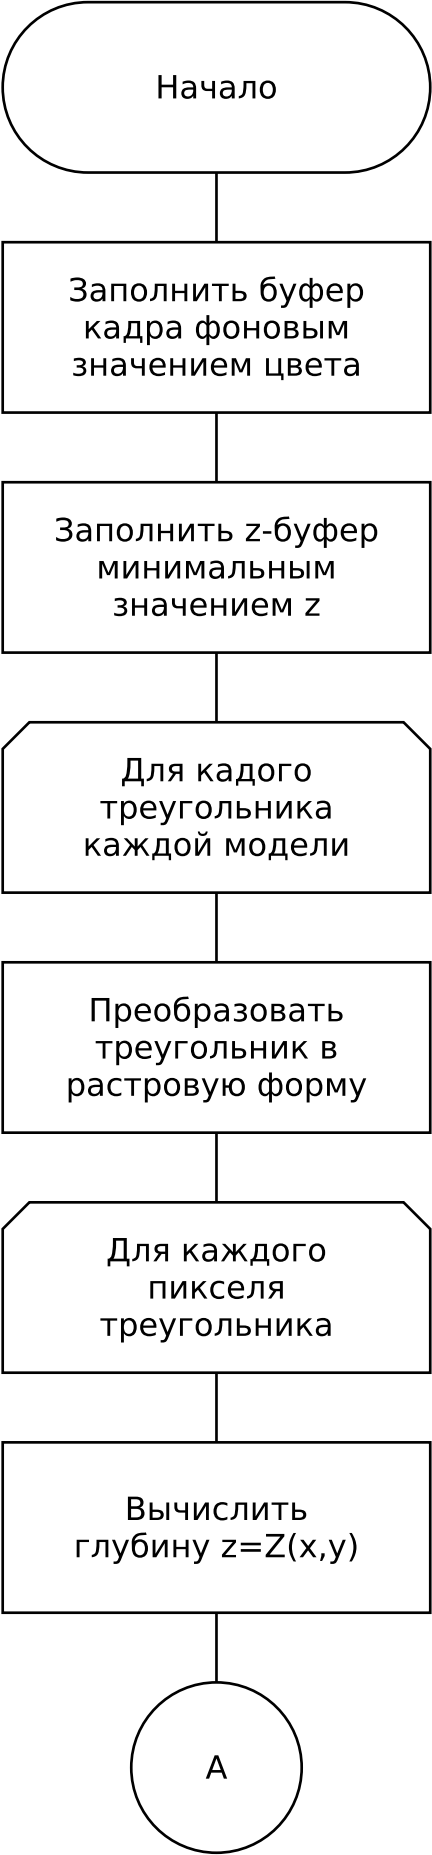 Начало
Заполнить буфер
кадра фоновым
значением цвета
Заполнить z-буфер
минимальным
значением z
Для кадого
треугольника
каждой модели
Преобразовать
треугольник в
растровую форму
Для каждого
пикселя
треугольника
Вычислить
глубину z=Z(x,y)
А